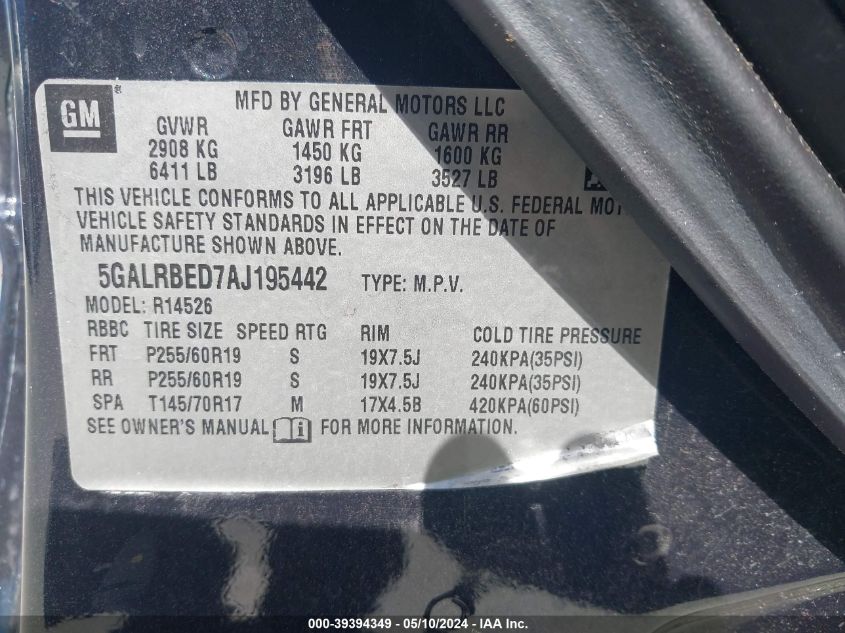 GM
MFD BY GENERAL MOTORS LLC
GVWR GAWR FRT GAWR RR
2908 KG 1450 KG 1600 KG
6411 LB 3196 LB 3527 LB
THIS VEHICLE CONFORMS TO ALL APPLICABLE U.S. FEDERAL
VEHICLE SAFETY STANDARDS IN EFFECT ON THE DATE OF
MANUFACTURE SHOWN ABOVE.
5GALRBED7AJ195442 TYPE: M.P.V.
MODEL: R14526
RBBC TIRE SIZE SPEED RTG RIM COLD TIRE PRESSURE
FRT P255/60R19 S 19X7.5J 240KPA(35PSI)
RR P255/60R19 S 19X7.5J 240KPA(35PSI)
SPA T145/70R17 M 17X4.5B 420KPA(60PSI)
SEE OWNER'S MANUAL i FOR MORE INFORMATION.
000-39394349 — 05/10/2024 — IAA Inc.